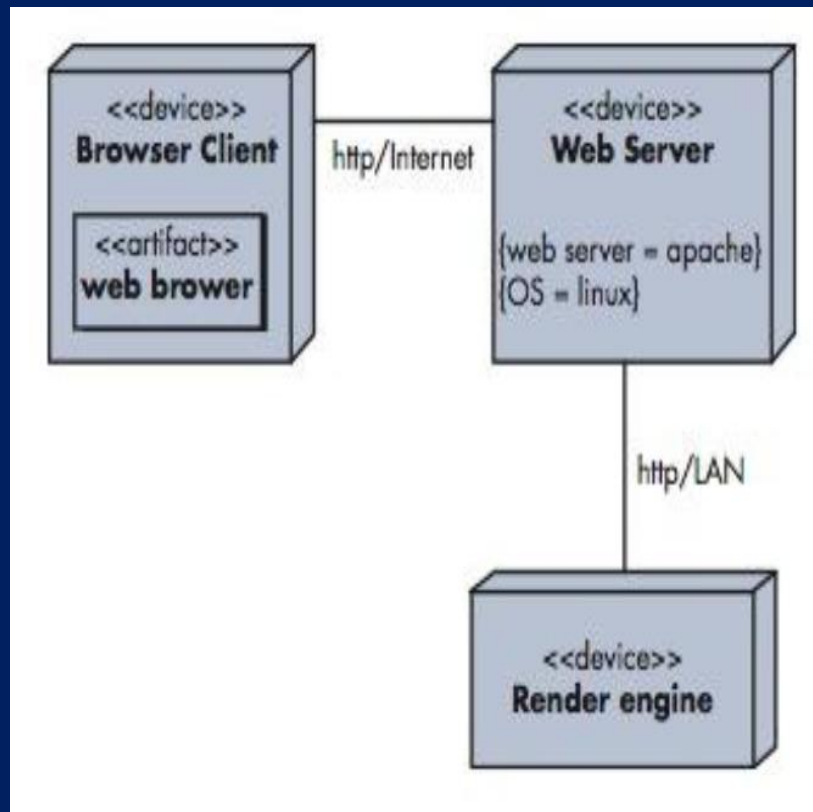 <<device>>
Browser Client
<<artifact>>
web brower
http/Internet
<<device>>
Web Server
{web server = apache}
{OS = linux}
http/LAN
<<device>>
Render engine